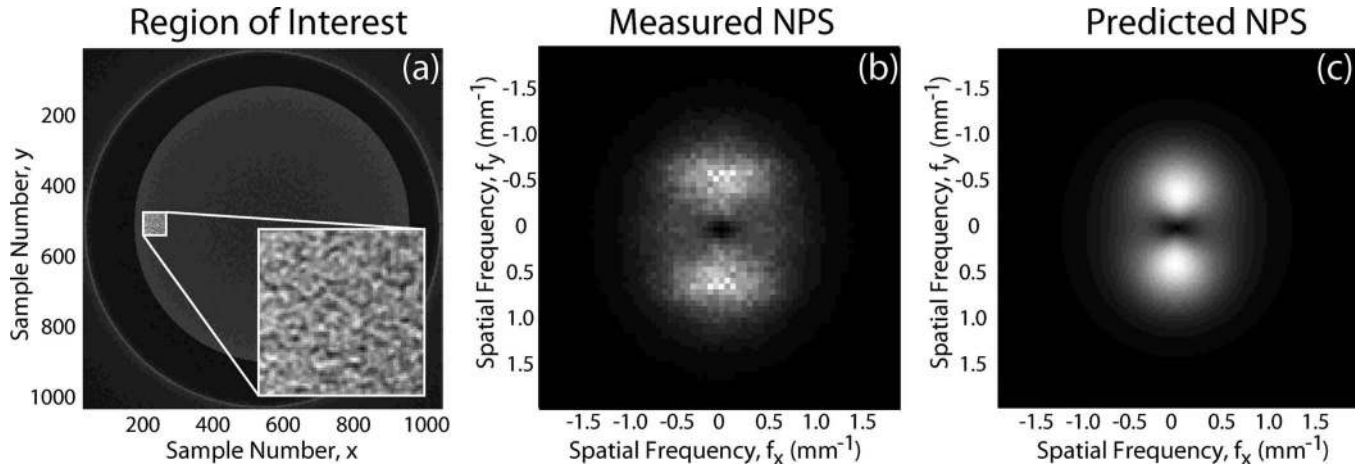 Region of Interest
(a)
Sample Number, y
200
400
600
800
1000
200 400 600 800 1000
Sample Number, x
Measured NPS
(b)
Spatial Frequency, f_y (mm⁻¹)
-1.5
-1.0
-0.5
0
0.5
1.0
1.5
-1.5 -1.0 -0.5 0 0.5 1.0 1.5
Spatial Frequency, f_x (mm⁻¹)
Predicted NPS
(c)
Spatial Frequency, f_y (mm⁻¹)
-1.5
-1.0
-0.5
0
0.5
1.0
1.5
-1.5 -1.0 -0.5 0 0.5 1.0 1.5
Spatial Frequency, f_x (mm⁻¹)